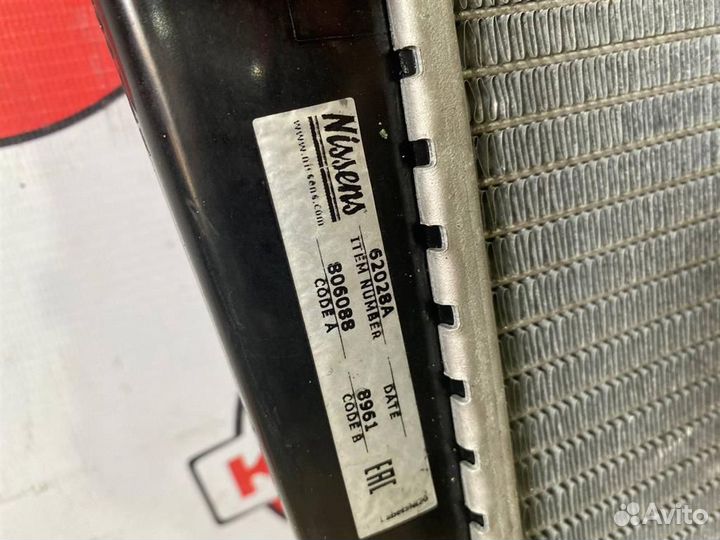 Nissens
www.nissens.com
62028A
ITEM NUMBER
DATE
806088
CODE A
8961
CODE B
EAC
Avito